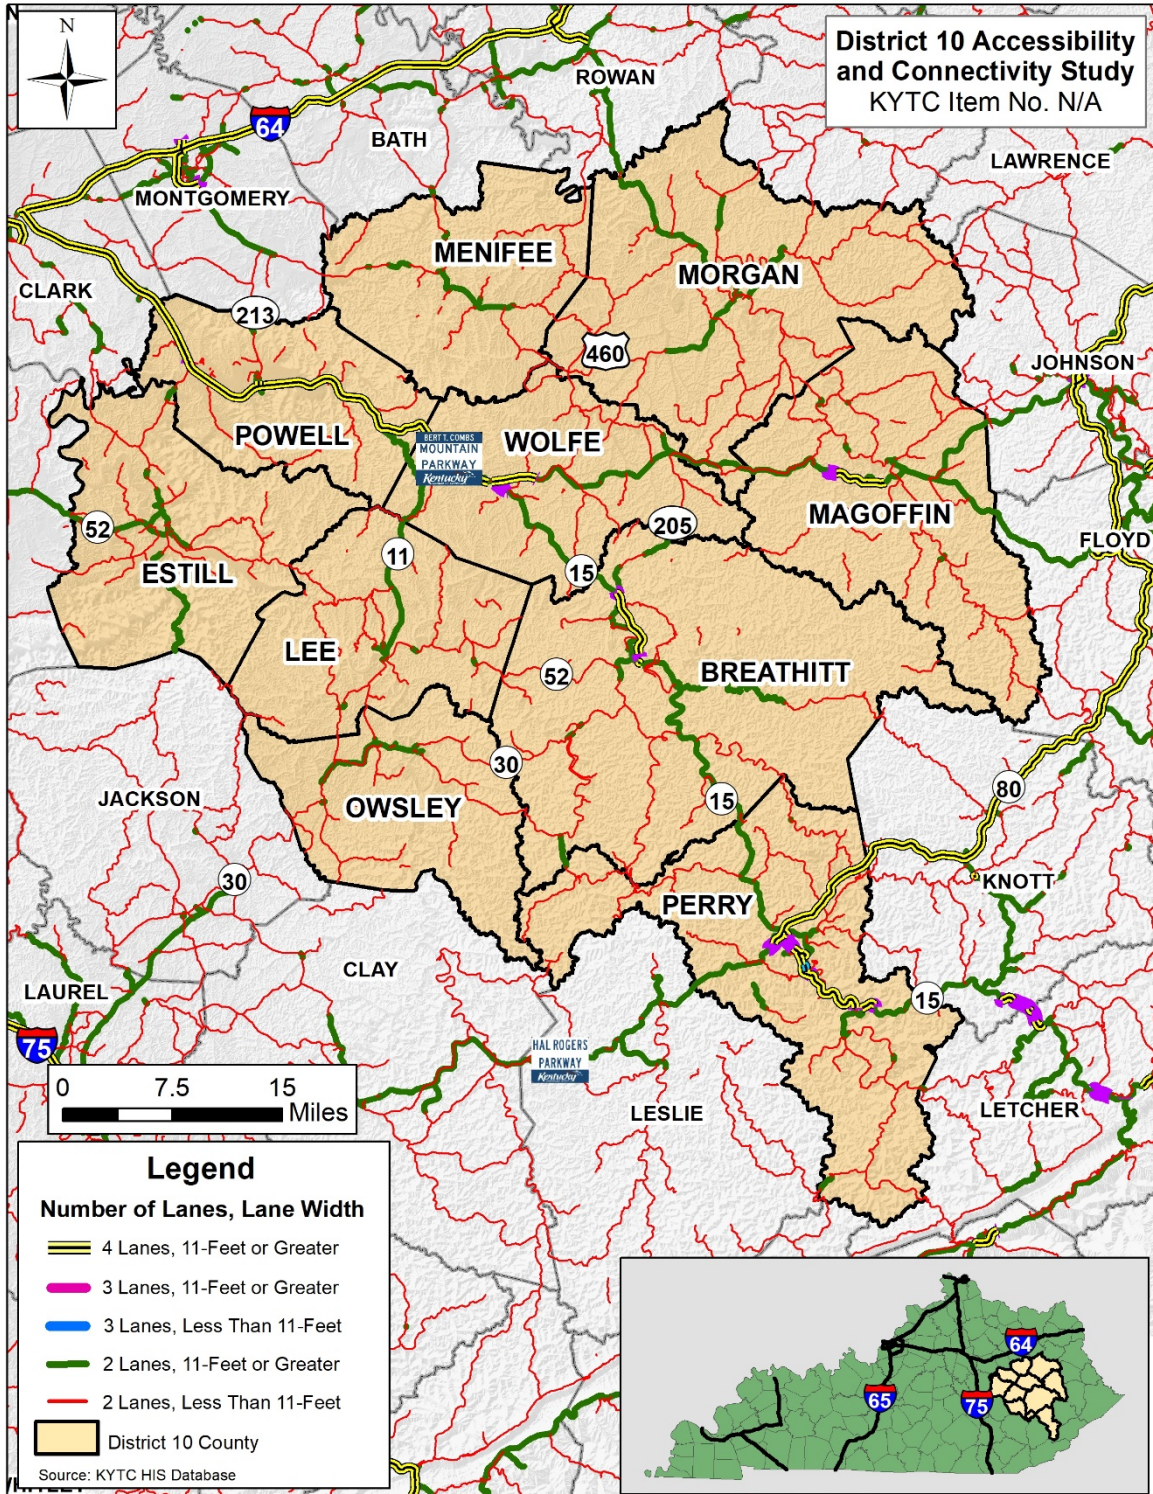 N
N
District 10 Accessibility
and Connectivity Study
KYTC Item No. N/A
ROWAN
64
BATH
LAWRENCE
MONTGOMERY
MENIFEE
MORGAN
CLARK
213
460
JOHNSON
POWELL
BERT T. COMBS
MOUNTAIN
PARKWAY
Kentucky
WOLFE
MAGOFFIN
52
205
FLOYD
11
15
ESTILL
LEE
52
BREATHITT
30
80
15
JACKSON
OWSLEY
30
KNOTT
PERRY
CLAY
LAUREL
15
75
HAL ROGERS
PARKWAY
Kentucky
0 7.5 15
Miles
LESLIE
LETCHER
Legend
Number of Lanes, Lane Width
4 Lanes, 11-Feet or Greater
3 Lanes, 11-Feet or Greater
3 Lanes, Less Than 11-Feet
2 Lanes, 11-Feet or Greater
2 Lanes, Less Than 11-Feet
District 10 County
Source: KYTC HIS Database
64
65
75